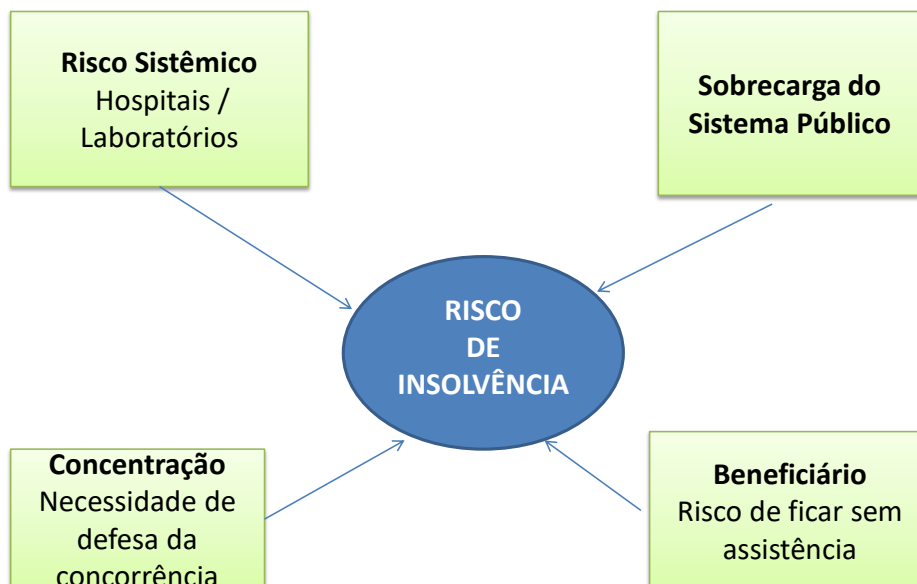 Risco Sistêmico
Hospitais /
Laboratórios
Sobrecarga do
Sistema Público
RISCO
DE
INSOLVÊNCIA
Concentração
Necessidade de
defesa da
concorrência
Beneficiário
Risco de ficar sem
assistência